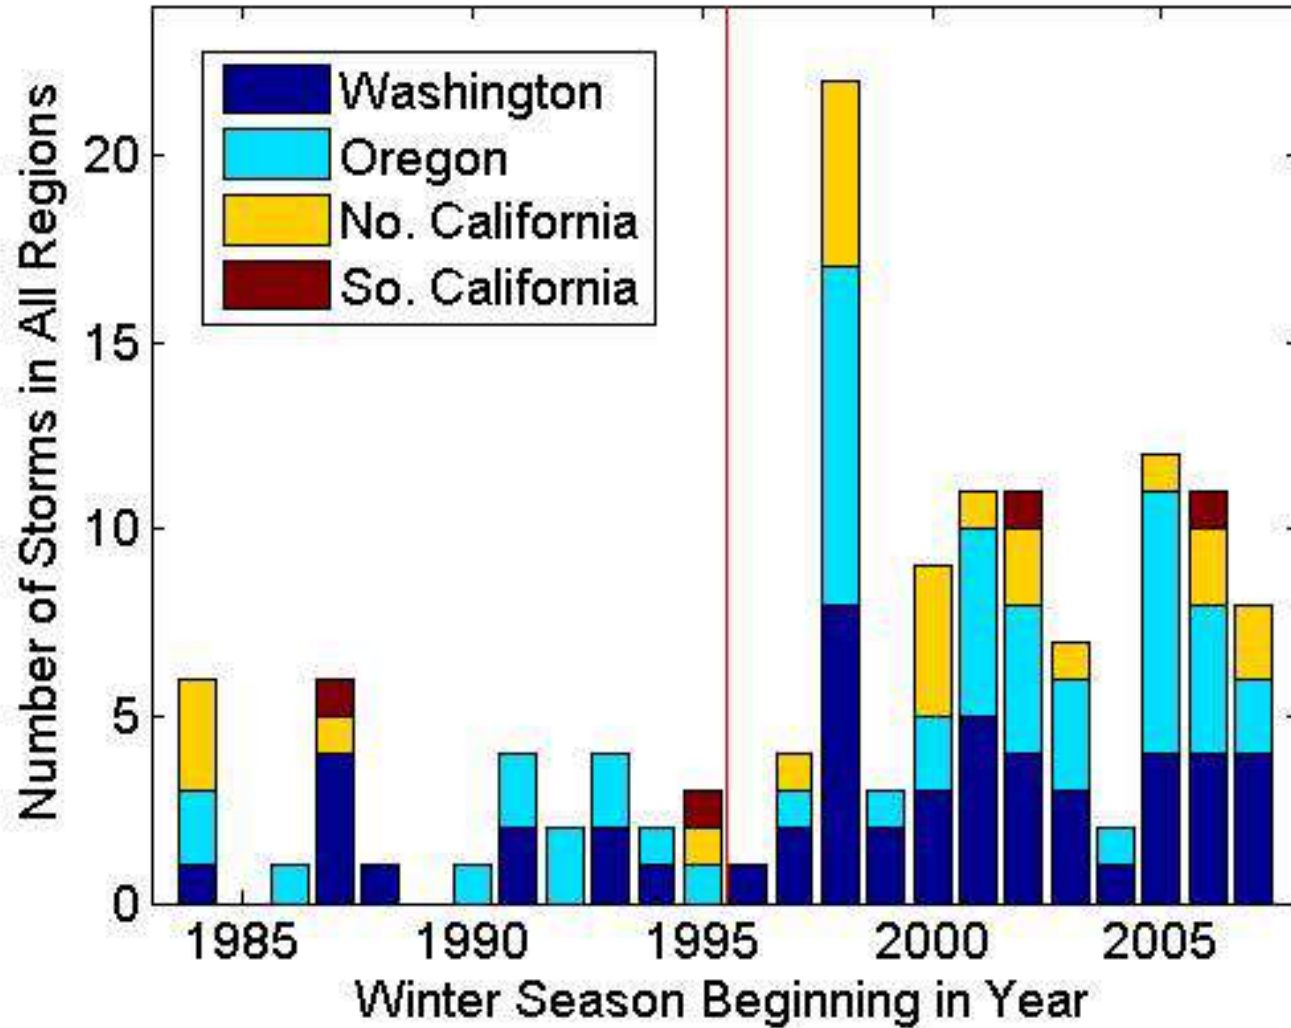 Number of Storms in All Regions
20
15
10
5
0
Washington
Oregon
No. California
So. California
1985 1990 1995 2000 2005
Winter Season Beginning in Year